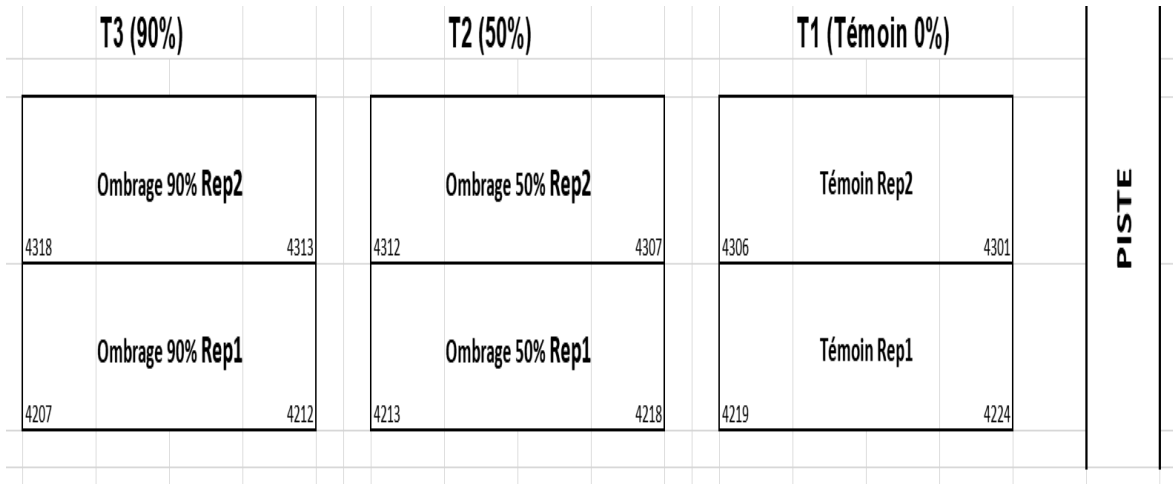 T3 (90%) T2 (50%) T1 (Témoin 0%)
Ombrage 90% Rep2 Ombrage 50% Rep2 Témoin Rep2
4318 4313 4312 4307 4306 4301
Ombrage 90% Rep1 Ombrage 50% Rep1 Témoin Rep1
4207 4212 4213 4218 4219 4224
PISTE